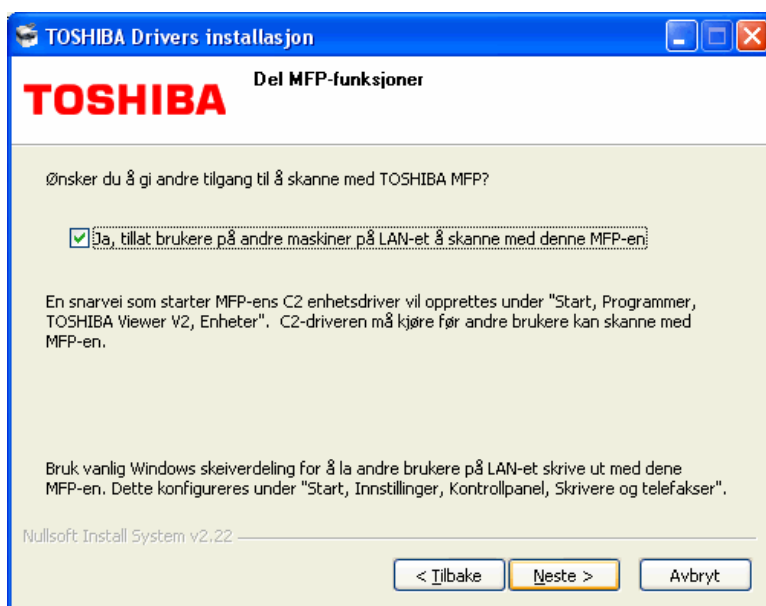 TOSHIBA Drivers installasjon
Del MFP-funksjoner
TOSHIBA
Ønsker du å gi andre tilgang til å skanne med TOSHIBA MFP?
Ja, tillat brukere på andre maskiner på LAN-et å skanne med denne MFP-en
En snarvei som starter MFP-ens C2 enhetsdriver vil opprettes under "Start, Programmer,
TOSHIBA Viewer V2, Enheter".  C2-driveren må kjøre før andre brukere kan skanne med
MFP-en.
Bruk vanlig Windows skeiverdeling for å la andre brukere på LAN-et skrive ut med dene
MFP-en. Dette konfigureres under "Start, Innstillinger, Kontrollpanel, Skrivere og telefakser".
Nullsoft Install System v2.22
< Tilbake
Neste >
Avbryt